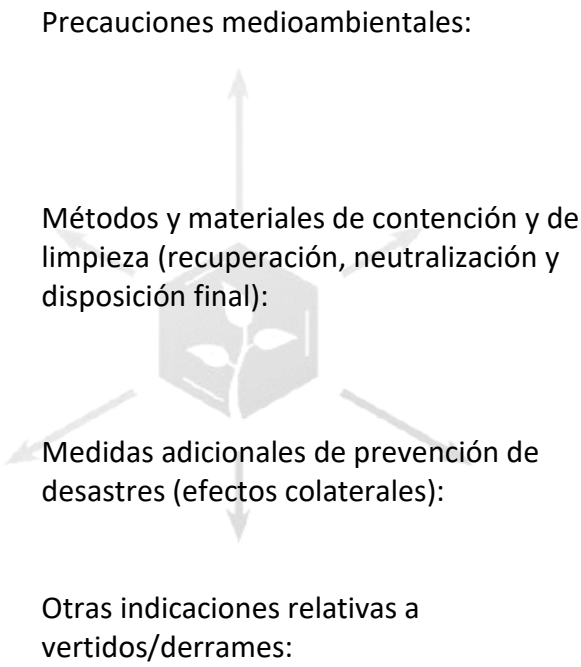 Precauciones medioambientales:
Métodos y materiales de contención y de
limpieza (recuperación, neutralización y
disposición final):
Medidas adicionales de prevención de
desastres (efectos colaterales):
Otras indicaciones relativas a
vertidos/derrames: